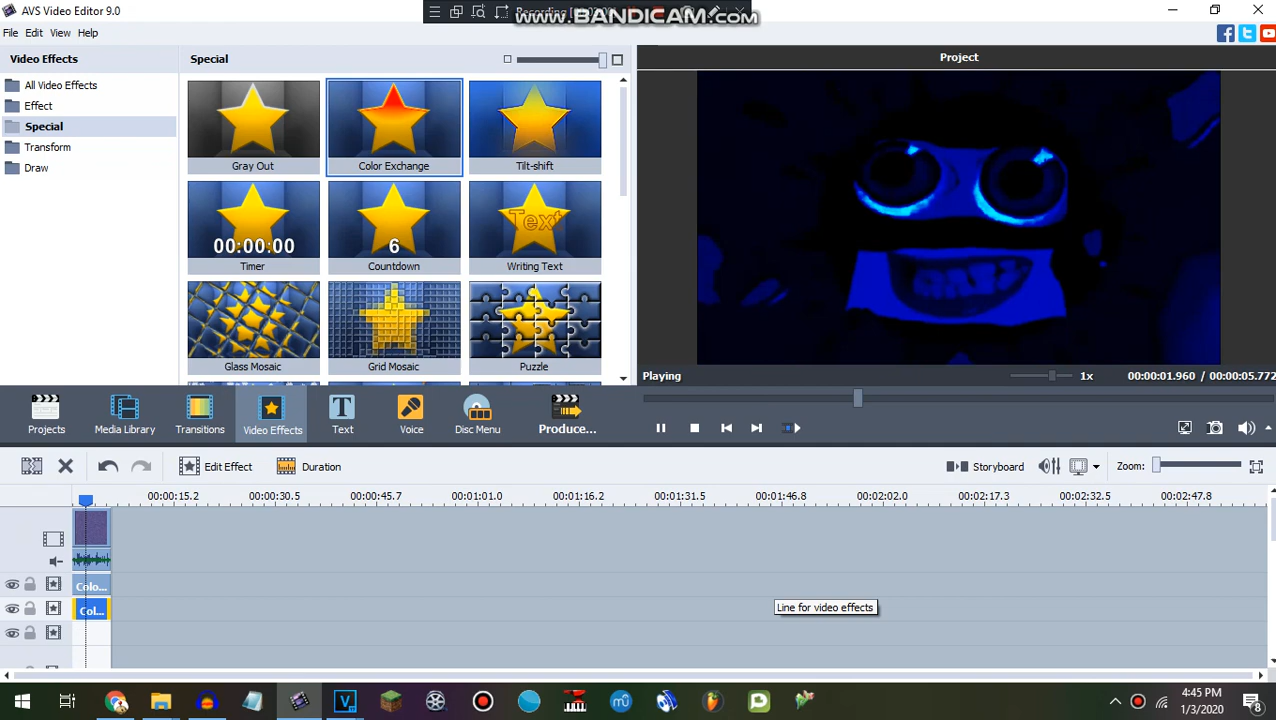 AVS Video Editor 9.0
Recording
www.BANDICAM.com
File Edit View Help
Video Effects
Special
Project
All Video Effects
Effect
Special
Transform
Draw
Gray Out
Color Exchange
Tilt-shift
00:00:00
6
Text
Timer
Countdown
Writing Text
Glass Mosaic
Grid Mosaic
Puzzle
Playing
1x
00:00:01.960 / 00:00:05.772
Projects
Media Library
Transitions
Video Effects
Text
Voice
Disc Menu
Produce...
Edit Effect
Duration
Storyboard
Zoom:
00:00:15.2 00:00:30.5 00:00:45.7 00:01:01.0 00:01:16.2 00:01:31.5 00:01:46.8 00:02:02.0 00:02:17.3 00:02:32.5 00:02:47.8
Colo...
Col...
Line for video effects
4:45 PM
1/3/2020
8